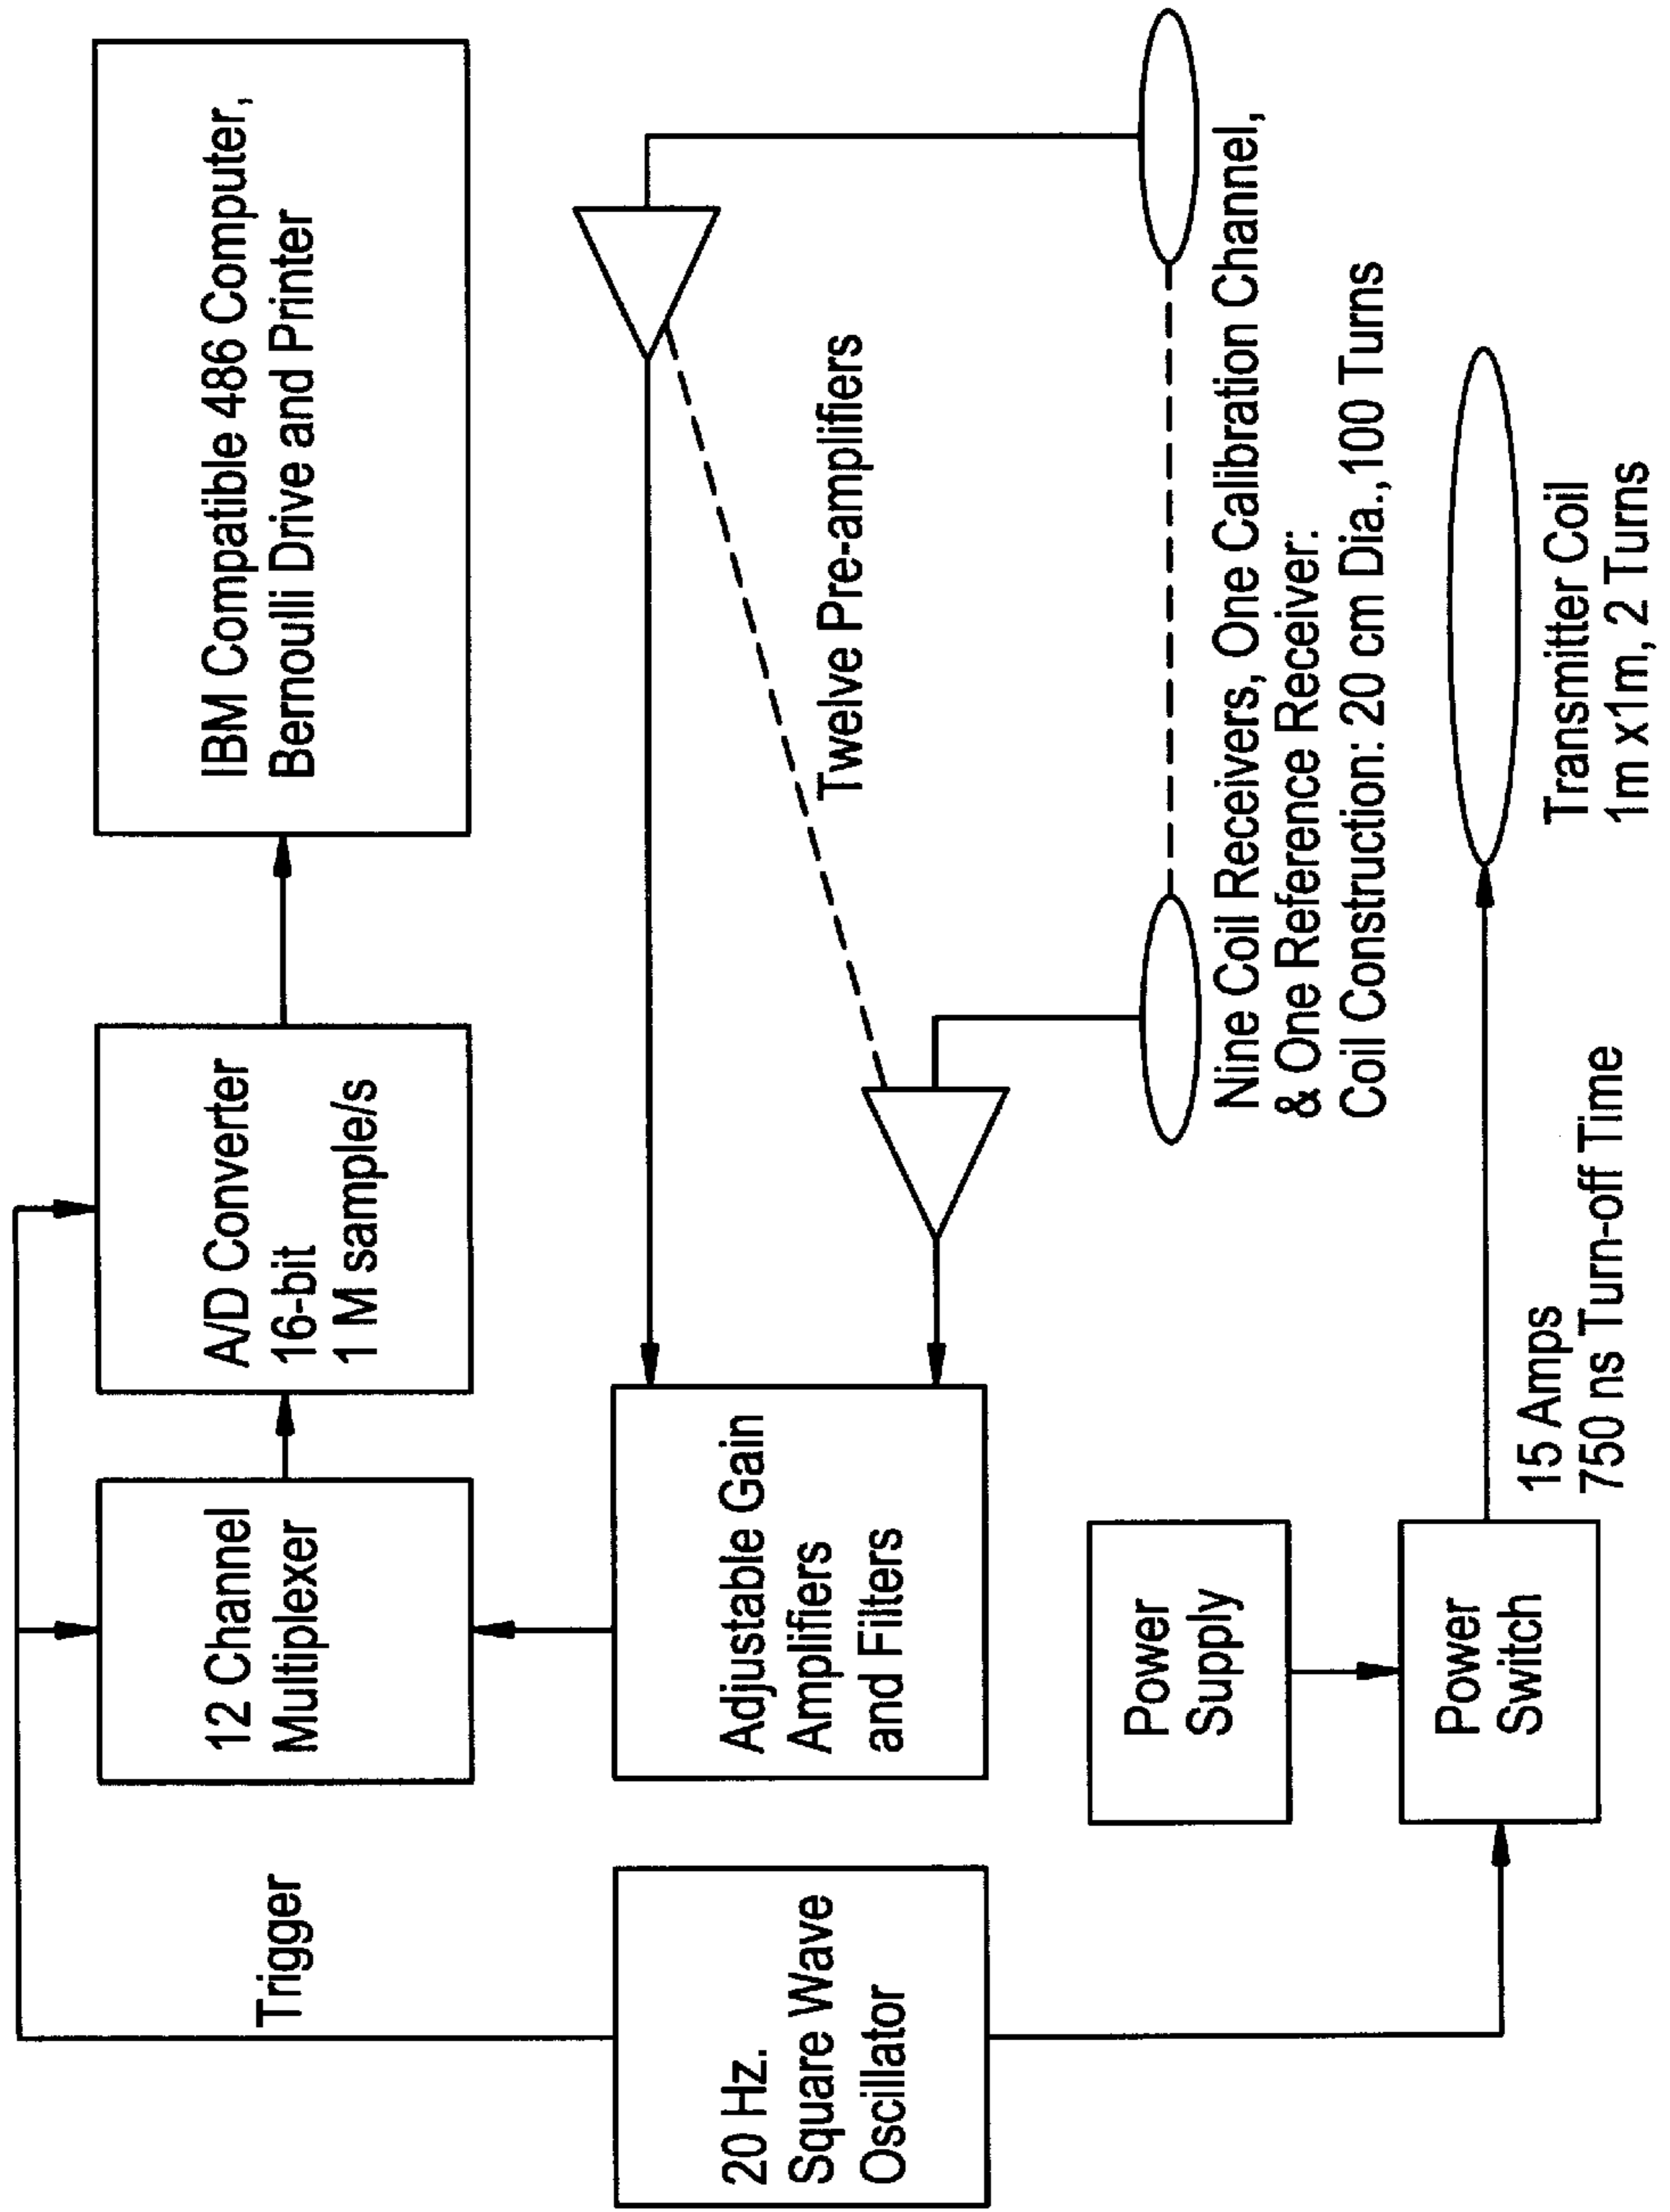 Trigger
20 Hz.
Square Wave
Oscillator
12 Channel
Multiplexer
A/D Converter
16-bit
1 M sample/s
IBM Compatible 486 Computer,
Bernoulli Drive and Printer
Adjustable Gain
Amplifiers
and Filters
Twelve Pre-amplifiers
Nine Coil Receivers, One Calibration Channel,
& One Reference Receiver:
Coil Construction: 20 cm Dia.,100 Turns
Power
Supply
Power
Switch
15 Amps
750 ns Turn-off Time
Transmitter Coil
1m x1m, 2 Turns